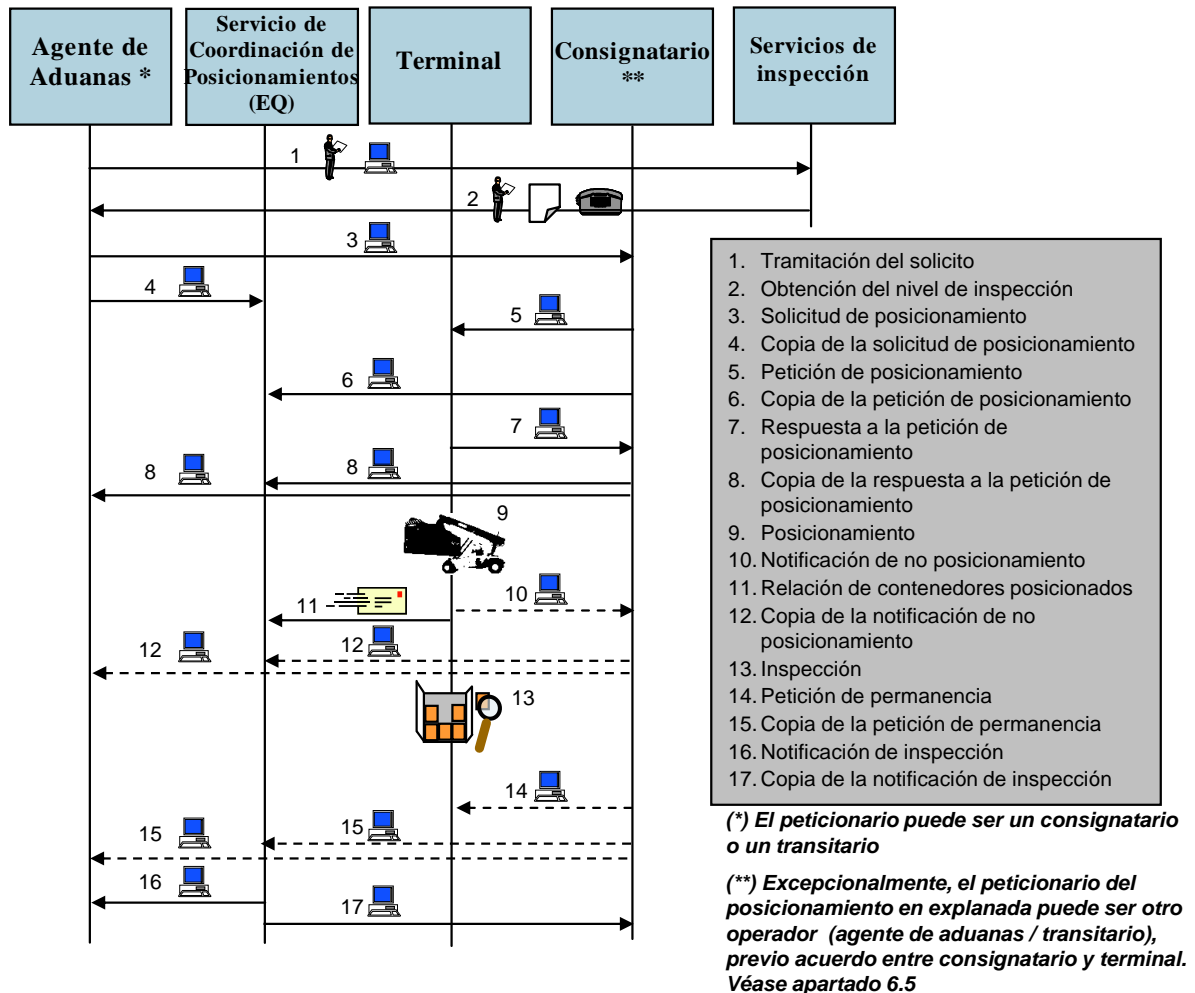 Agente de
Aduanas *
Servicio de
Coordinación de
Posicionamientos
(EQ)
Terminal
Consignatario
**
Servicios de
inspección
1
2
3
4
5
6
7
8
8
9
10
11
12
12
13
14
15
15
16
17
1. Tramitación del solicito
2. Obtención del nivel de inspección
3. Solicitud de posicionamiento
4. Copia de la solicitud de posicionamiento
5. Petición de posicionamiento
6. Copia de la petición de posicionamiento
7. Respuesta a la petición de
posicionamiento
8. Copia de la respuesta a la petición de
posicionamiento
9. Posicionamiento
10. Notificación de no posicionamiento
11. Relación de contenedores posicionados
12. Copia de la notificación de no
posicionamiento
13. Inspección
14. Petición de permanencia
15. Copia de la petición de permanencia
16. Notificación de inspección
17. Copia de la notificación de inspección
(*) El peticionario puede ser un consignatario
o un transitario
(**) Excepcionalmente, el peticionario del
posicionamiento en explanada puede ser otro
operador (agente de aduanas / transitario),
previo acuerdo entre consignatario y terminal.
Véase apartado 6.5